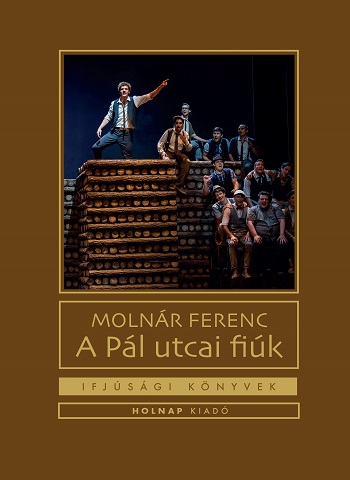 MOLNÁR FERENC
A Pál utcai fiúk
IFJÚSÁGI KÖNYVEK
HOLNAP KIADÓ